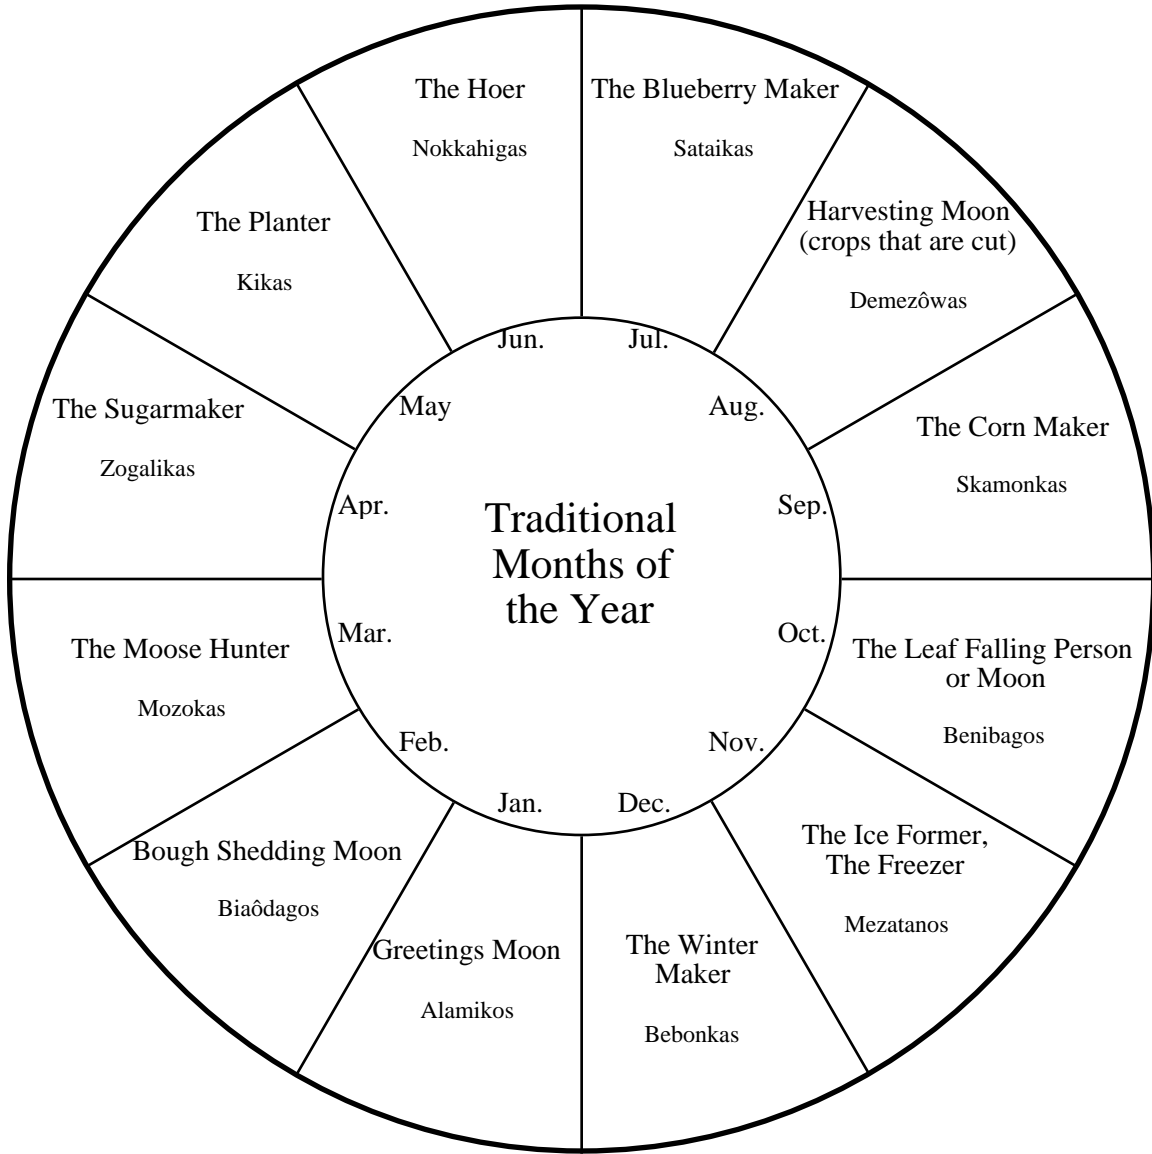 The Hoer
Nokkahigas
The Blueberry Maker
Sataikas
Harvesting Moon
(crops that are cut)
Demezôwas
The Corn Maker
Skamonkas
The Leaf Falling Person
or Moon
Benibagos
The Ice Former,
The Freezer
Mezatanos
The Winter
Maker
Bebonkas
Greetings Moon
Alamikos
Bough Shedding Moon
Biaôdagos
The Moose Hunter
Mozokas
The Sugarmaker
Zogalikas
The Planter
Kikas
Jun.
Jul.
Aug.
Sep.
Oct.
Nov.
Dec.
Jan.
Feb.
Mar.
Apr.
May
Traditional
Months of
the Year